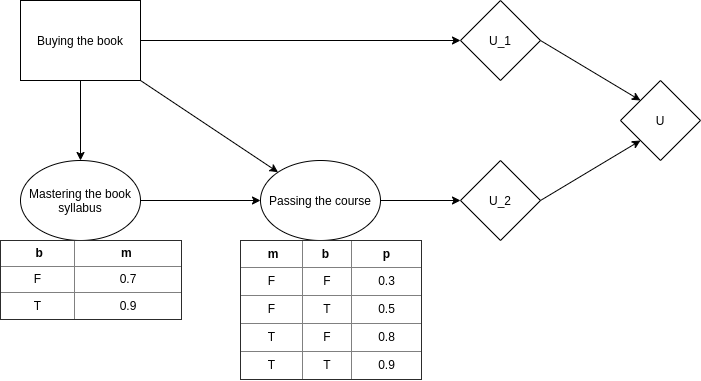 Buying the book
U_1
U
Mastering the book
syllabus
Passing the course
U_2
b m
F 0.7
T 0.9
m b p
F F 0.3
F T 0.5
T F 0.8
T T 0.9